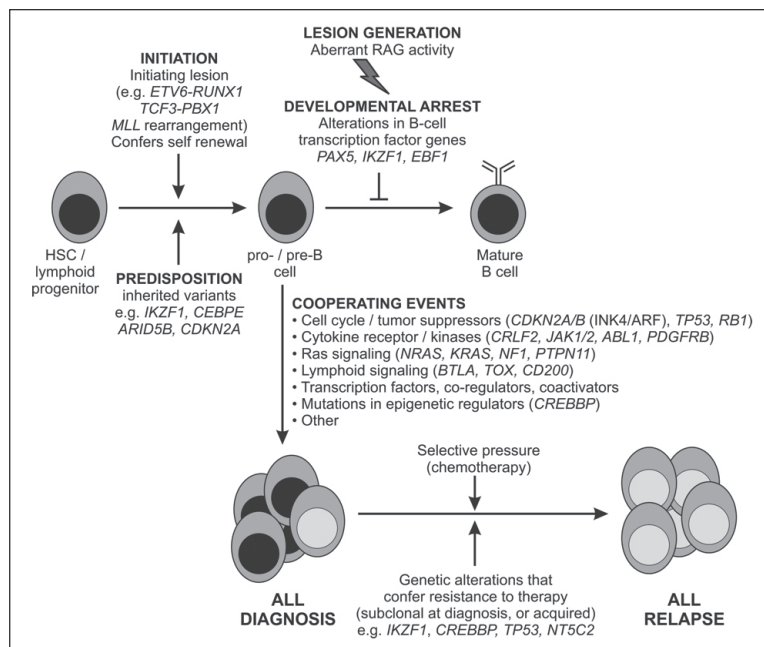 LESION GENERATION
Aberrant RAG activity
INITIATION
Initiating lesion
(e.g. ETV6-RUNX1
TCF3-PBX1
MLL rearrangement)
Confers self renewal
DEVELOPMENTAL ARREST
Alterations in B-cell
transcription factor genes
PAX5, IKZF1, EBF1
HSC /
lymphoid
progenitor
pro- / pre-B
cell
Mature
B cell
PREDISPOSITION
inherited variants
e.g. IKZF1, CEBPE
ARID5B, CDKN2A
COOPERATING EVENTS
• Cell cycle / tumor suppressors (CDKN2A/B (INK4/ARF), TP53, RB1)
• Cytokine receptor / kinases (CRLF2, JAK1/2, ABL1, PDGFRB)
• Ras signaling (NRAS, KRAS, NF1, PTPN11)
• Lymphoid signaling (BTLA, TOX, CD200)
• Transcription factors, co-regulators, coactivators
• Mutations in epigenetic regulators (CREBBP)
• Other
Selective pressure
(chemotherapy)
Genetic alterations that
confer resistance to therapy
(subclonal at diagnosis, or acquired)
e.g. IKZF1, CREBBP, TP53, NT5C2
ALL
DIAGNOSIS
ALL
RELAPSE